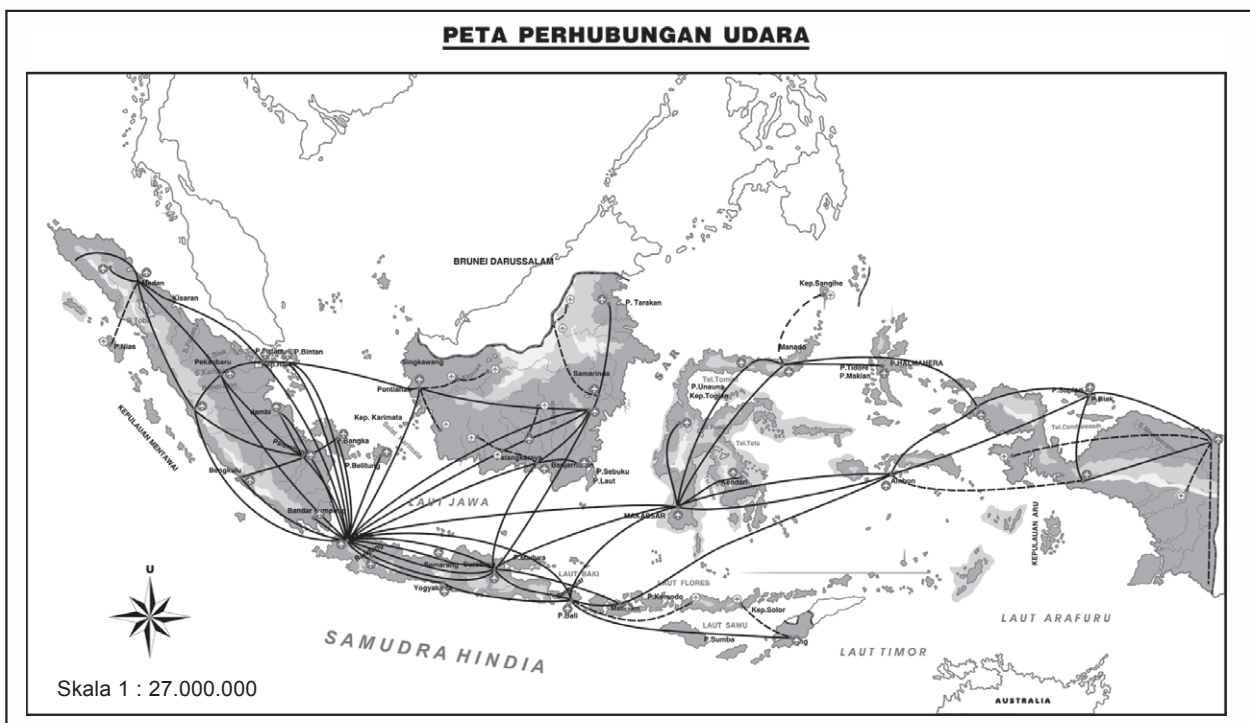 PETA PERHUBUNGAN UDARA
BRUNEI DARUSSALAM
Kep.Sangihe
Medan
Kisaran
P. Tarakan
P.Nias
Pekanbaru
P.Bintan
Singkawang
Manado
P.HALMAHERA
P.Tidore
P.Makian
Samarinda
Pontianak
Tel.Tomini
P.Unauna
Kep.Togian
P.Supiori
P.Biak
Jambi
Kep. Karimata
Tel.Cendrawasih
KEPULAUAN MENTAWAI
P.Bangka
Tel.Tolo
Bengkulu
P.Belitung
Palangkaraya
Banjarmasin
P.Sebuku
P.Laut
Kendari
Ambon
LAUT JAWA
MAKASSAR
Bandar Lampung
KEPULAUAN ARU
U
Bandung
Semarang
Surabaya
P.Madura
LAUT BAKI
LAUT FLORES
Yogyakarta
P.Bali
Mataram
P.Komodo
Kep.Solor
LAUT SAWU
P.Sumba
LAUT ARAFURU
SAMUDRA HINDIA
LAUT TIMOR
Skala 1 : 27.000.000
AUSTRALIA